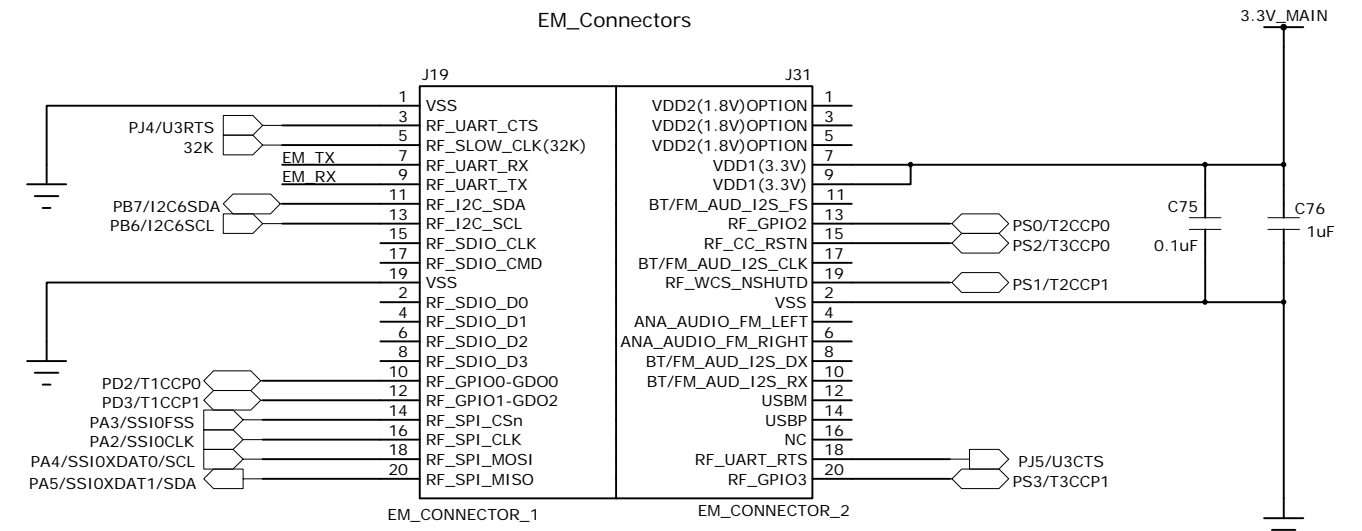 EM_Connectors
3.3V_MAIN
J19
J31
1 VSS
PJ4/U3RTS 3 RF_UART_CTS
32K 5 RF_SLOW_CLK(32K)
EM_TX 7 RF_UART_RX
EM_RX 9 RF_UART_TX
PB7/I2C6SDA 11 RF_I2C_SDA
PB6/I2C6SCL 13 RF_I2C_SCL
15 RF_SDIO_CLK
17 RF_SDIO_CMD
19 VSS
2 RF_SDIO_D0
4 RF_SDIO_D1
6 RF_SDIO_D2
8 RF_SDIO_D3
PD2/T1CCP0 10 RF_GPIO0-GDO0
PD3/T1CCP1 12 RF_GPIO1-GDO2
PA3/SSI0FSS 14 RF_SPI_CSn
PA2/SSI0CLK 16 RF_SPI_CLK
PA4/SSI0XDAT0/SCL 18 RF_SPI_MOSI
PA5/SSI0XDAT1/SDA 20 RF_SPI_MISO
EM_CONNECTOR_1
VDD2(1.8V)OPTION 1
VDD2(1.8V)OPTION 3
VDD2(1.8V)OPTION 5
VDD1(3.3V) 7
VDD1(3.3V) 9
BT/FM_AUD_I2S_FS 11
RF_GPIO2 13 PS0/T2CCP0
RF_CC_RSTN 15 PS2/T3CCP0
BT/FM_AUD_I2S_CLK 17
RF_WCS_NSHUTD 19 PS1/T2CCP1
VSS 2
ANA_AUDIO_FM_LEFT 4
ANA_AUDIO_FM_RIGHT 6
BT/FM_AUD_I2S_DX 8
BT/FM_AUD_I2S_RX 10
USBM 12
USBP 14
NC 16
RF_UART_RTS 18 PJ5/U3CTS
RF_GPIO3 20 PS3/T3CCP1
EM_CONNECTOR_2
C75
0.1uF
C76
1uF